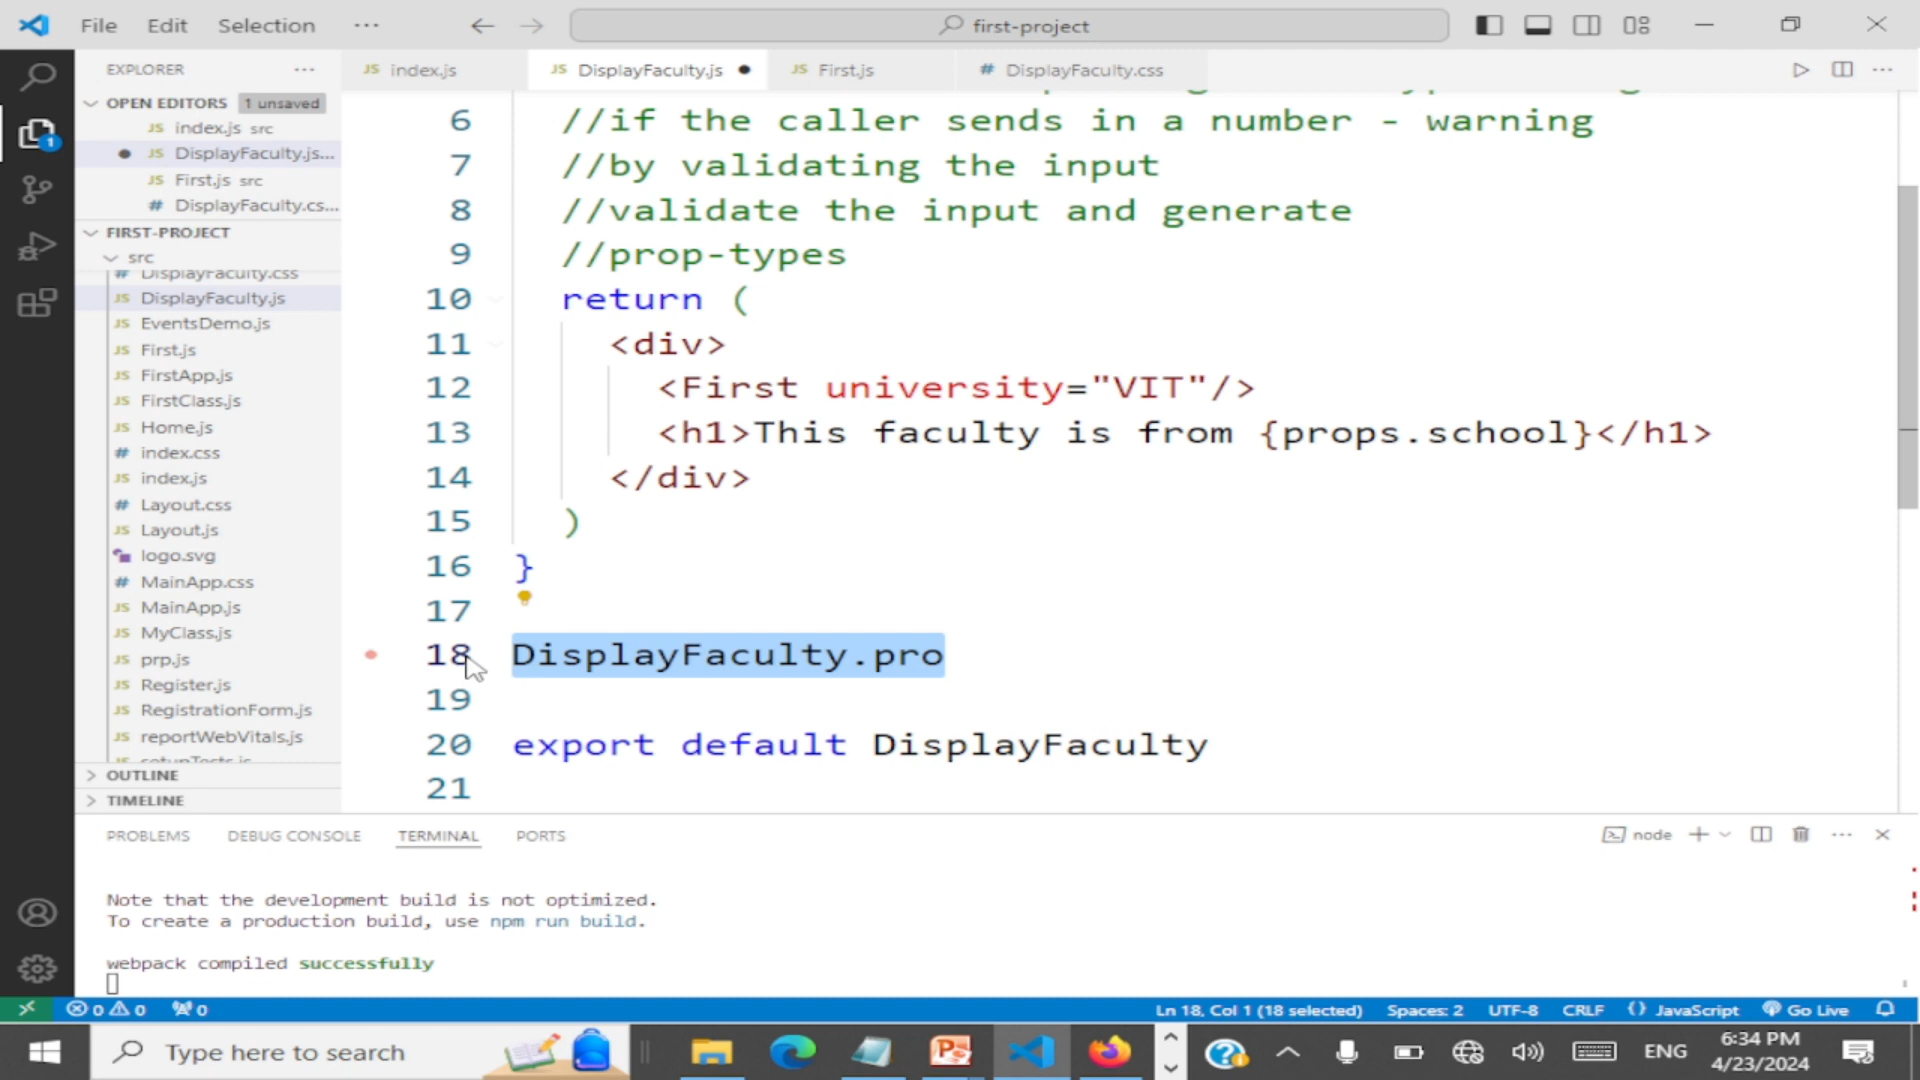 File Edit Selection ···
first-project
EXPLORER ···
OPEN EDITORS 1 unsaved
JS index.js src
JS DisplayFaculty.js...
JS First.js src
# DisplayFaculty.cs...
FIRST-PROJECT
src
# DisplayFaculty.css
JS DisplayFaculty.js
JS EventsDemo.js
JS First.js
JS FirstApp.js
JS FirstClass.js
JS Home.js
# index.css
JS index.js
# Layout.css
JS Layout.js
logo.svg
# MainApp.css
JS MainApp.js
JS MyClass.js
JS prp.js
JS Register.js
JS RegistrationForm.js
JS reportWebVitals.js
JS setupTests.js
OUTLINE
TIMELINE
JS index.js
JS DisplayFaculty.js
JS First.js
# DisplayFaculty.css
6 //if the caller sends in a number - warning
7 //by validating the input
8 //validate the input and generate
9 //prop-types
10 return (
11 <div>
12 <First university="VIT"/>
13 <h1>This faculty is from {props.school}</h1>
14 </div>
15 )
16 }
17
18 DisplayFaculty.pro
19
20 export default DisplayFaculty
21
PROBLEMS DEBUG CONSOLE TERMINAL PORTS
node
Note that the development build is not optimized.
To create a production build, use npm run build.
webpack compiled successfully
0 0 0
Ln 18, Col 1 (18 selected) Spaces: 2 UTF-8 CRLF {} JavaScript Go Live
Type here to search
ENG
6:34 PM
4/23/2024